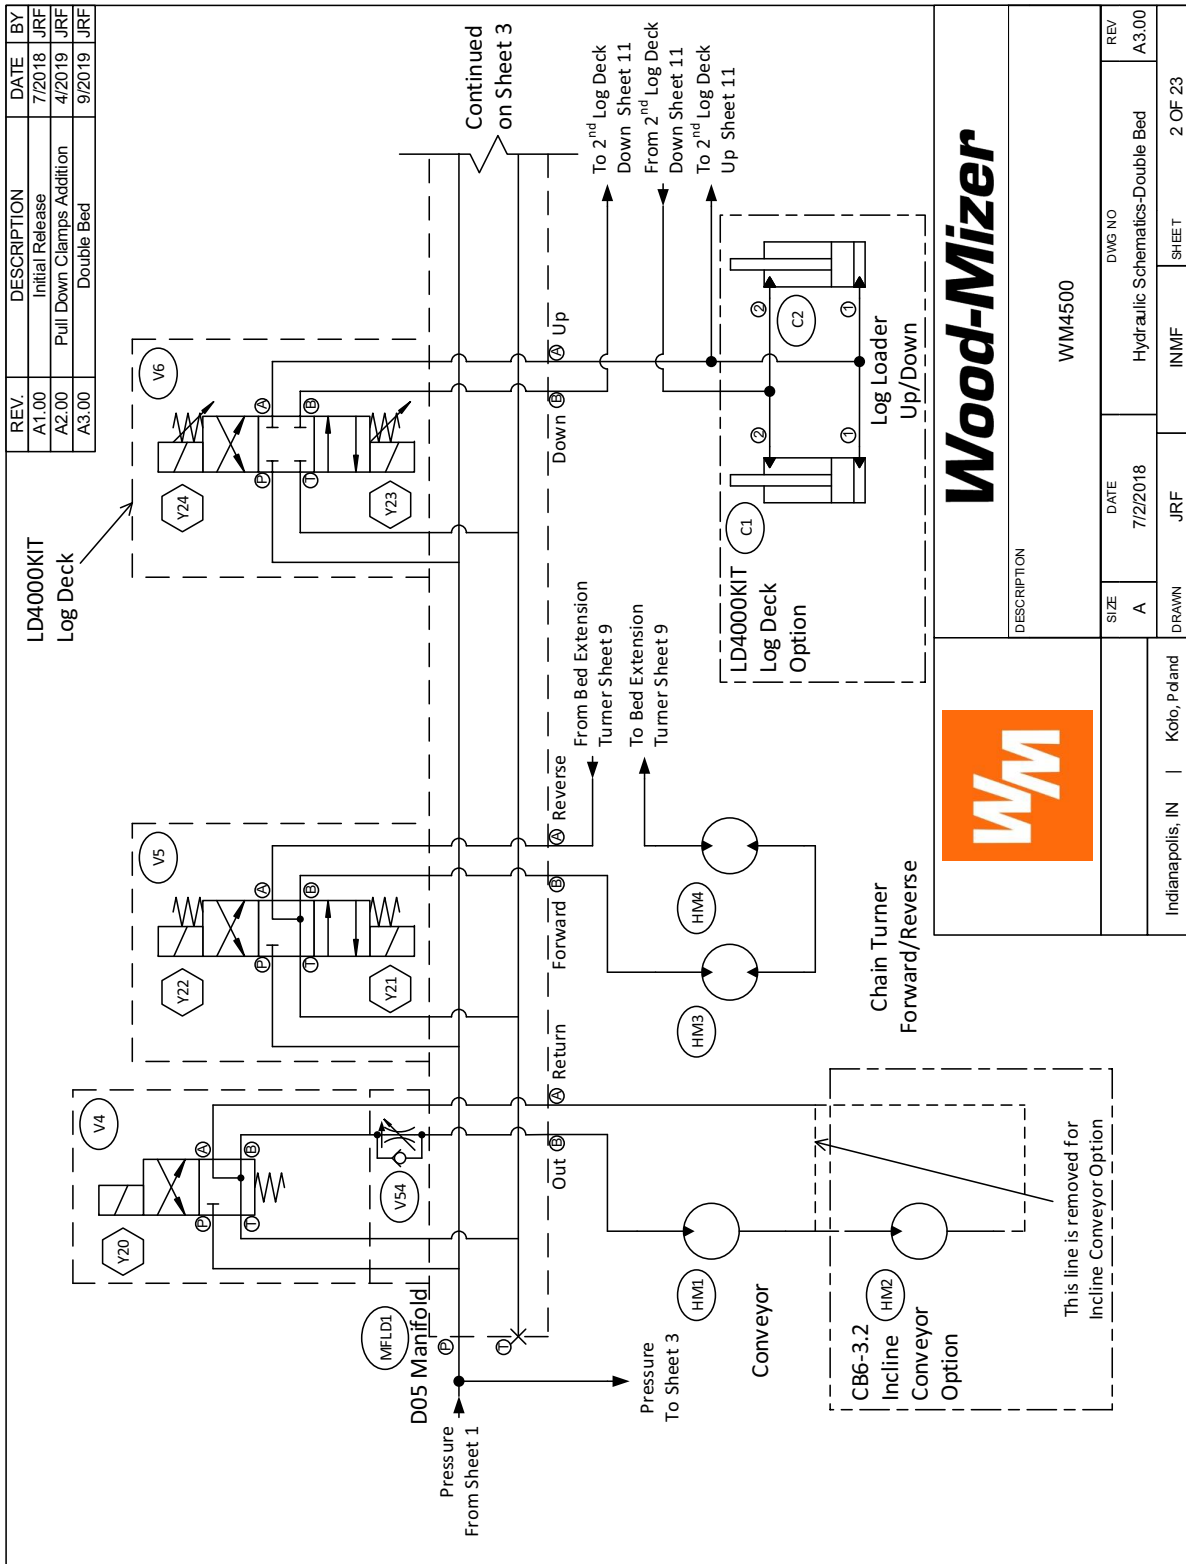 REV. DESCRIPTION DATE BY
A1.00 Initial Release 7/2018 JRF
A2.00 Pull Down Clamps Addition 4/2019 JRF
A3.00 Double Bed 9/2019 JRF
LD4000KIT
Log Deck
V4
V5
V6
Y20
Y22
Y21
Y24
Y23
P A
T B
P A
T B
P A
T B
V54
MFLD1
D05 Manifold
P
T
Pressure
From Sheet 1
Pressure
To Sheet 3
Continued
on Sheet 3
Out B A Return
Forward B A Reverse
Down B A Up
From Bed Extension
Turner Sheet 9
To Bed Extension
Turner Sheet 9
To 2nd Log Deck
Down Sheet 11
From 2nd Log Deck
Down Sheet 11
To 2nd Log Deck
Up Sheet 11
HM1
Conveyor
HM2
CB6-3.2
Incline
Conveyor
Option
This line is removed for
Incline Conveyor Option
HM3
HM4
Chain Turner
Forward/Reverse
LD4000KIT
Log Deck
Option
C1
C2
2
2
1
1
Log Loader
Up/Down
WM
Wood-Mizer
DESCRIPTION
WM4500
SIZE
A
DATE
7/2/2018
DWG NO
Hydraulic Schematics-Double Bed
REV
A3.00
Indianapolis, IN | Koło, Poland
DRAWN
JRF
INMF
SHEET
2 OF 23